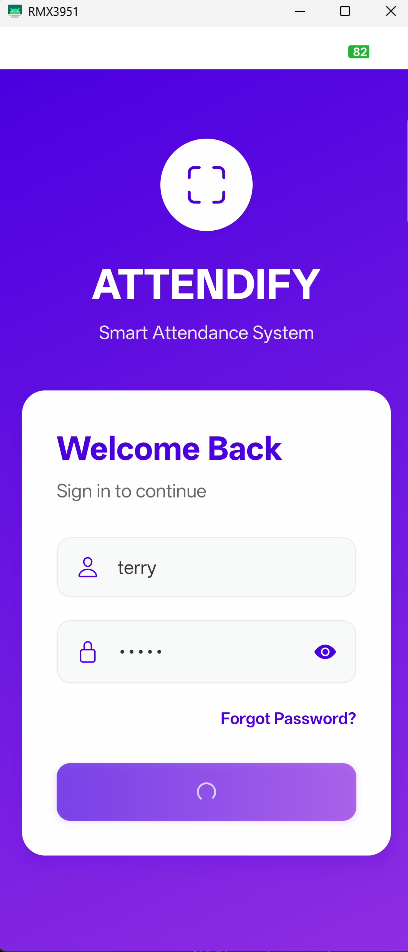 RMX3951
82
ATTENDIFY
Smart Attendance System
Welcome Back
Sign in to continue
terry
•••••
Forgot Password?